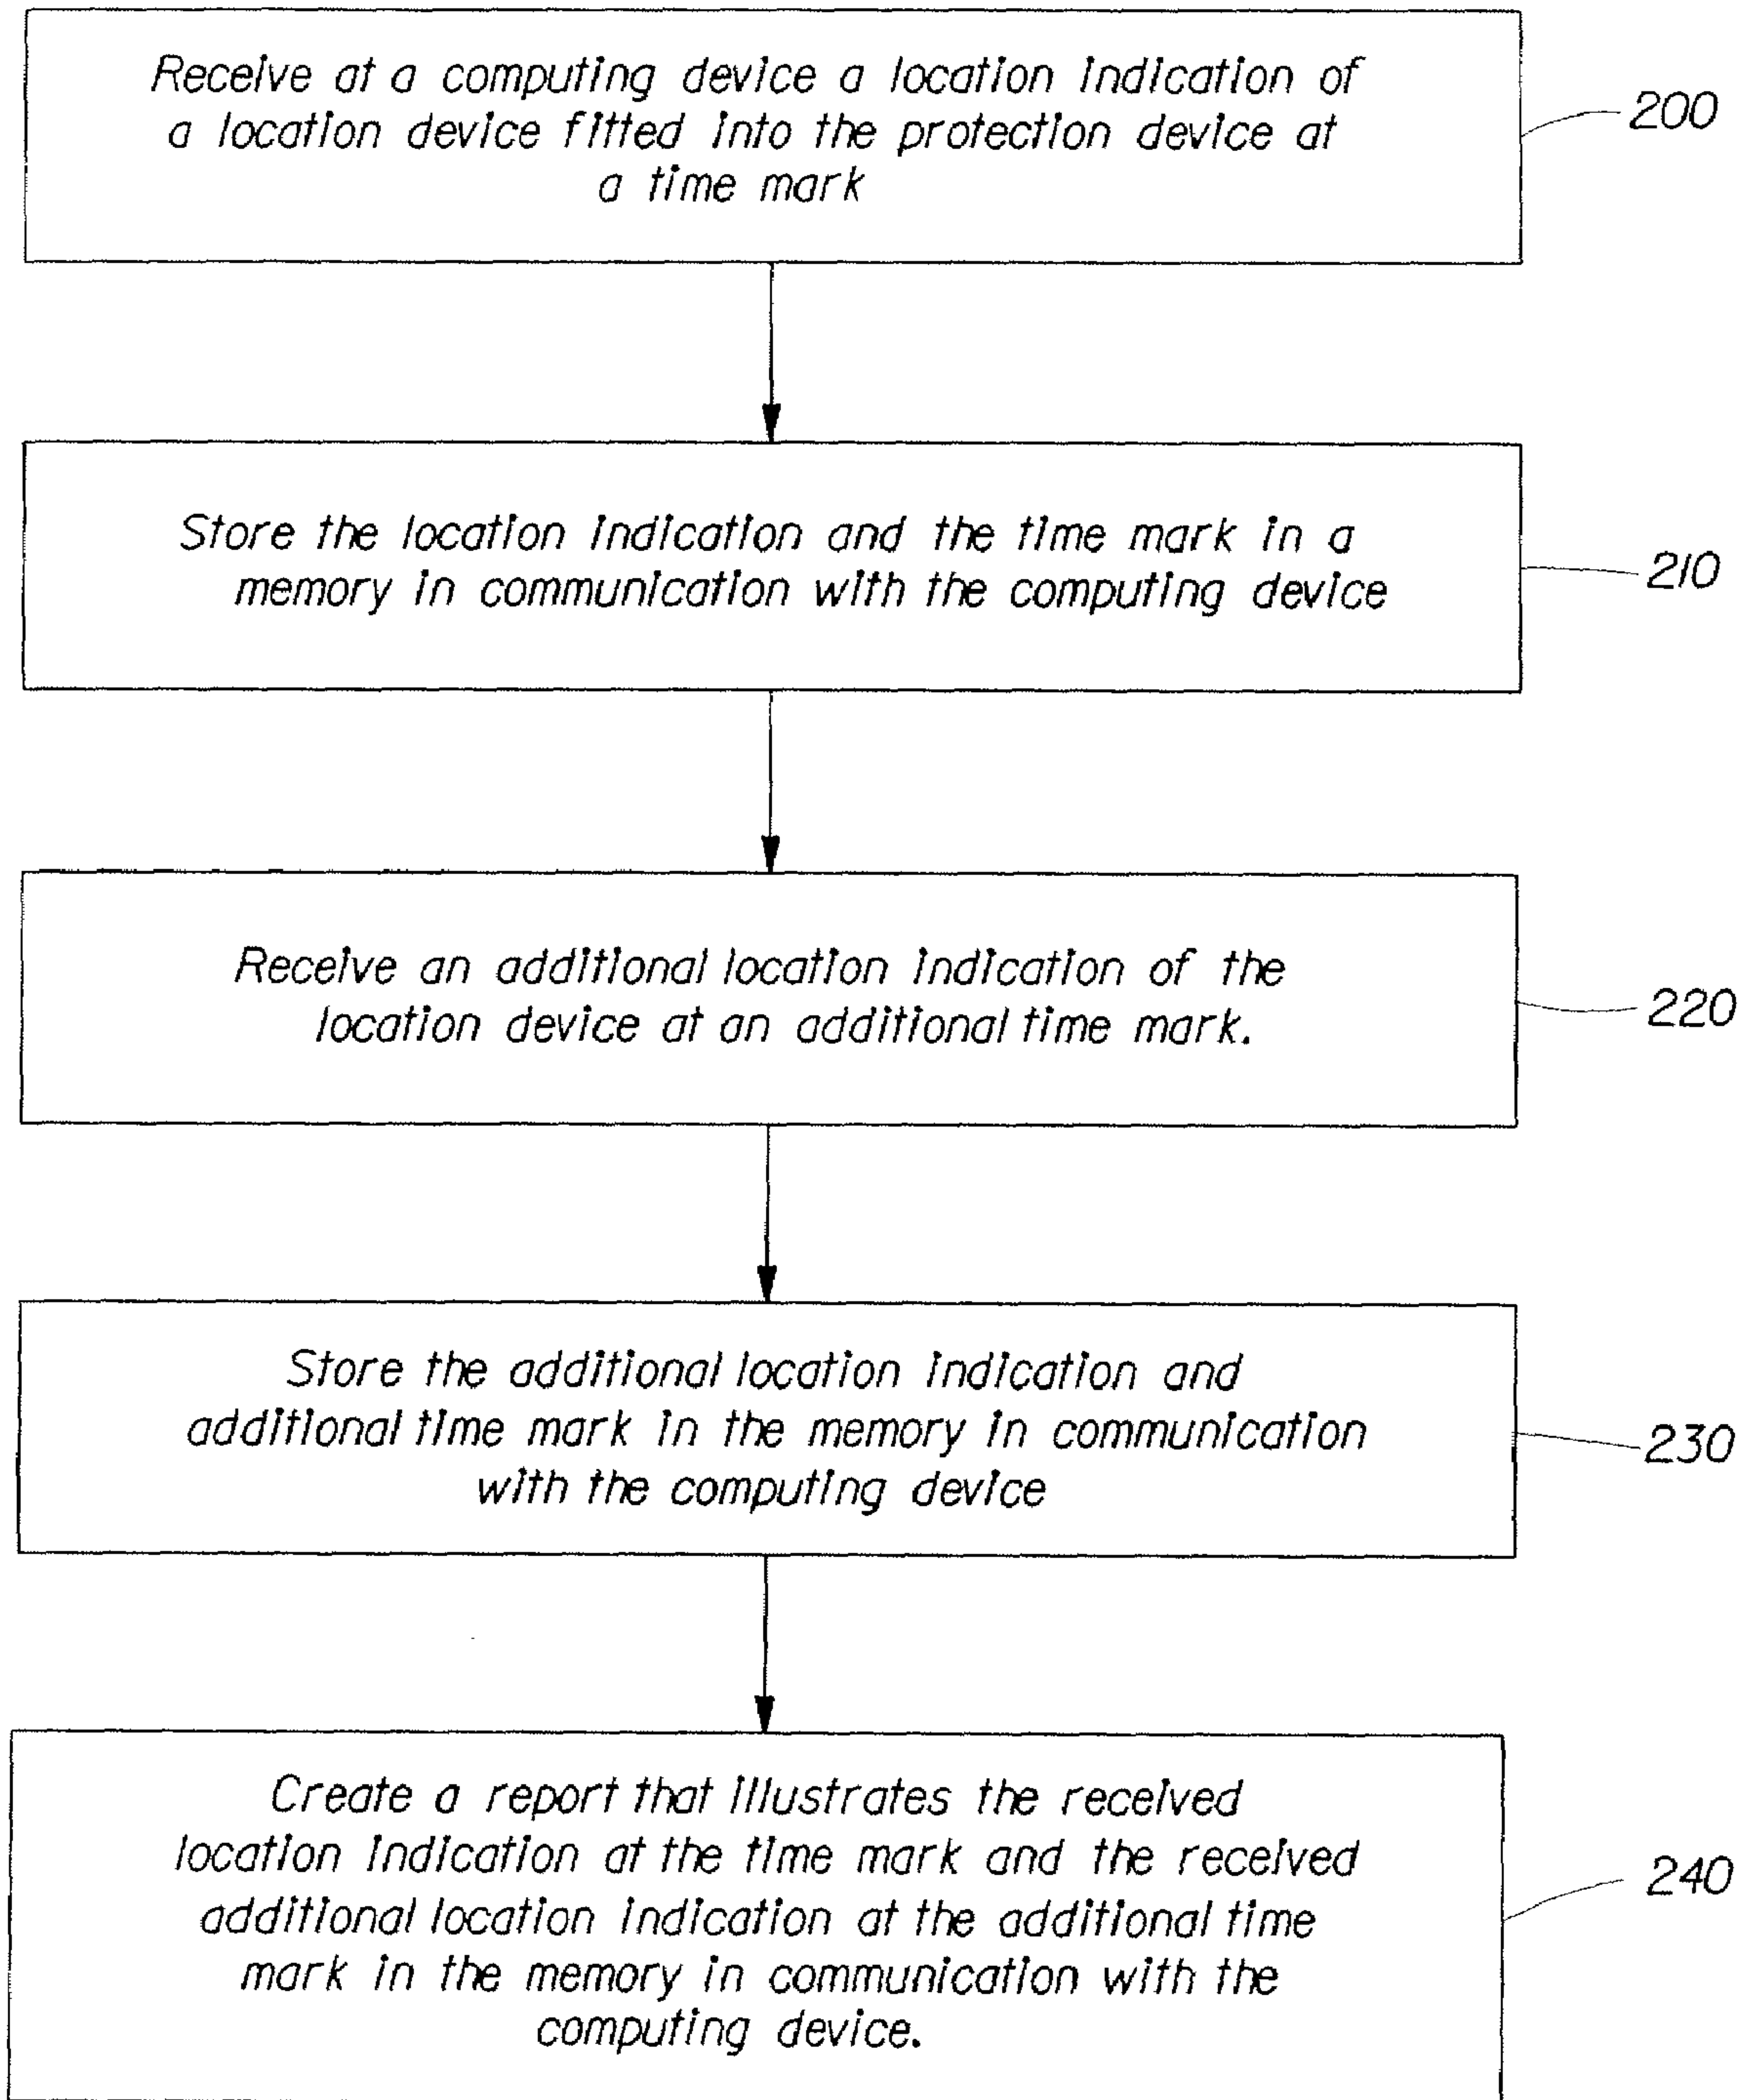 Receive at a computing device a location indication of
a location device fitted into the protection device at
a time mark
200
Store the location indication and the time mark in a
memory in communication with the computing device
210
Receive an additional location indication of the
location device at an additional time mark.
220
Store the additional location indication and
additional time mark in the memory in communication
with the computing device
230
Create a report that illustrates the received
location indication at the time mark and the received
additional location indication at the additional time
mark in the memory in communication with the
computing device.
240